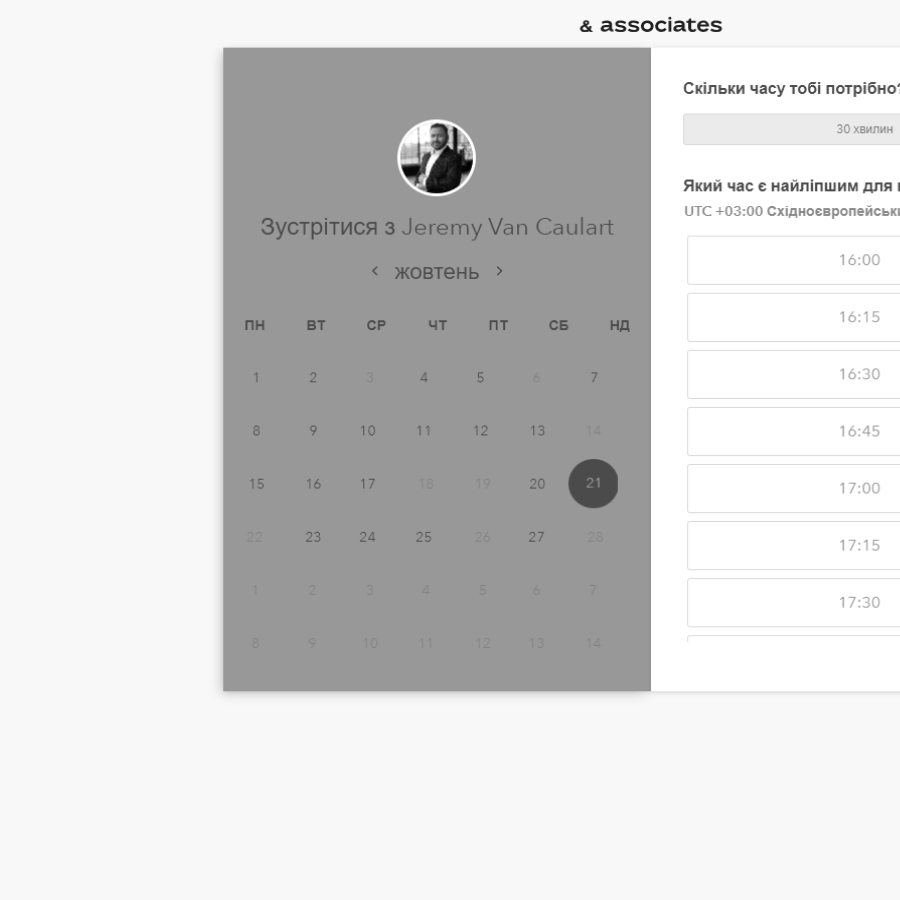 & associates
Зустрітися з Jeremy Van Caulart
жовтень
ПН ВТ СР ЧТ ПТ СБ НД
1 2 3 4 5 6 7
8 9 10 11 12 13 14
15 16 17 18 19 20 21
22 23 24 25 26 27 28
1 2 3 4 5 6 7
8 9 10 11 12 13 14
Скільки часу тобі потрібно?
30 хвилин
Який час є найліпшим для
UTC +03:00
16:00
16:15
16:30
16:45
17:00
17:15
17:30